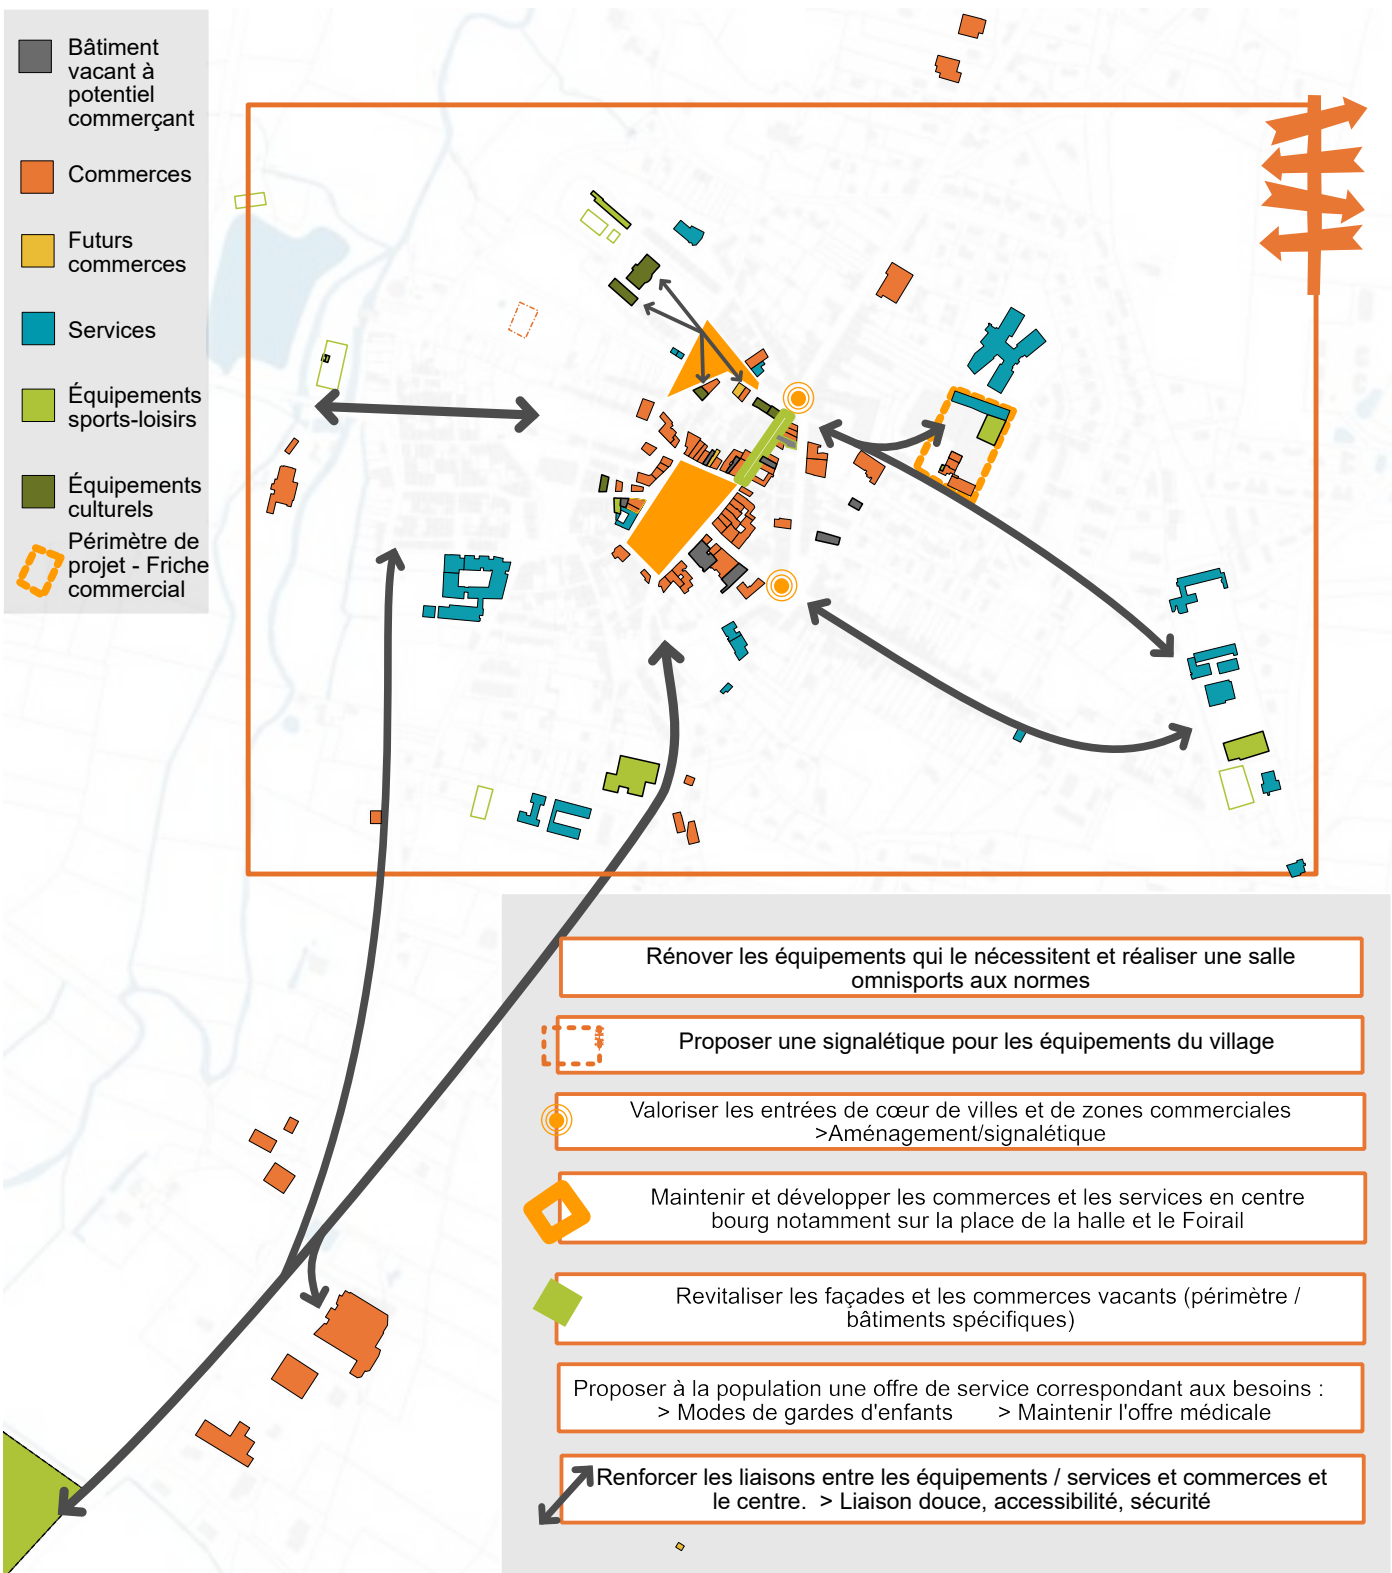 Bâtiment
vacant à
potentiel
commerçant
Commerces
Futurs
commerces
Services
Équipements
sports-loisirs
Équipements
culturels
Périmètre de
projet - Friche
commercial
Rénover les équipements qui le nécessitent et réaliser une salle
omnisports aux normes
Proposer une signalétique pour les équipements du village
Valoriser les entrées de cœur de villes et de zones commerciales
>Aménagement/signalétique
Maintenir et développer les commerces et les services en centre
bourg notamment sur la place de la halle et le Foirail
Revitaliser les façades et les commerces vacants (périmètre /
bâtiments spécifiques)
Proposer à la population une offre de service correspondant aux besoins :
> Modes de gardes d'enfants > Maintenir l'offre médicale
Renforcer les liaisons entre les équipements / services et commerces et
le centre. > Liaison douce, accessibilité, sécurité